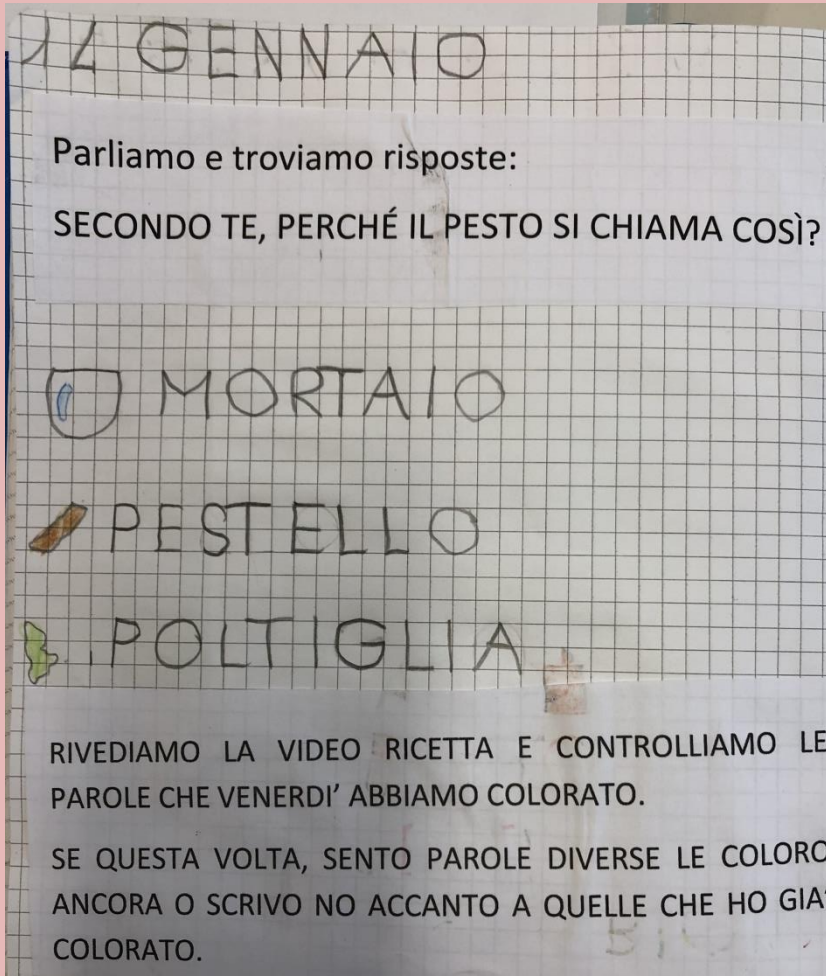 14 GENNAIO
Parliamo e troviamo risposte:
SECONDO TE, PERCHÉ IL PESTO SI CHIAMA COSÌ?
MORTAIO
PESTELLO
POLTIGLIA
RIVEDIAMO LA VIDEO RICETTA E CONTROLLIAMO LE
PAROLE CHE VENERDI' ABBIAMO COLORATO.
SE QUESTA VOLTA, SENTO PAROLE DIVERSE LE COLORO
ANCORA O SCRIVO NO ACCANTO A QUELLE CHE HO GIA'
COLORATO.